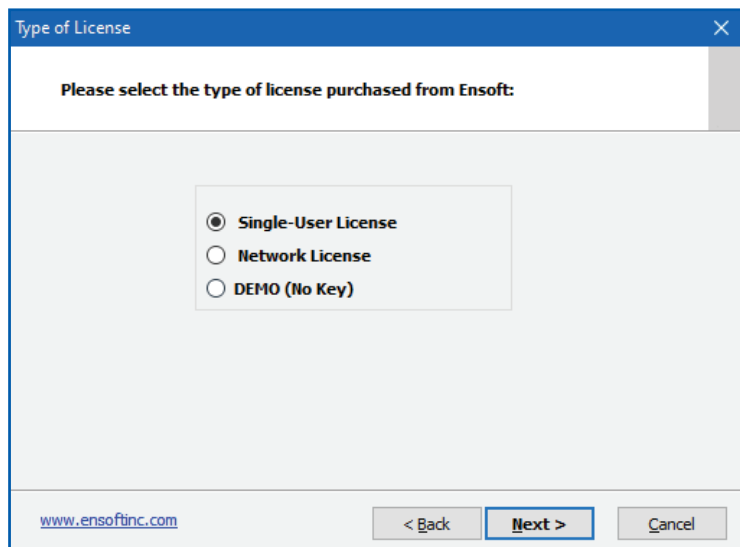 Type of License
Please select the type of license purchased from Ensoft:
Single-User License
Network License
DEMO (No Key)
www.ensoftinc.com
< Back
Next >
Cancel